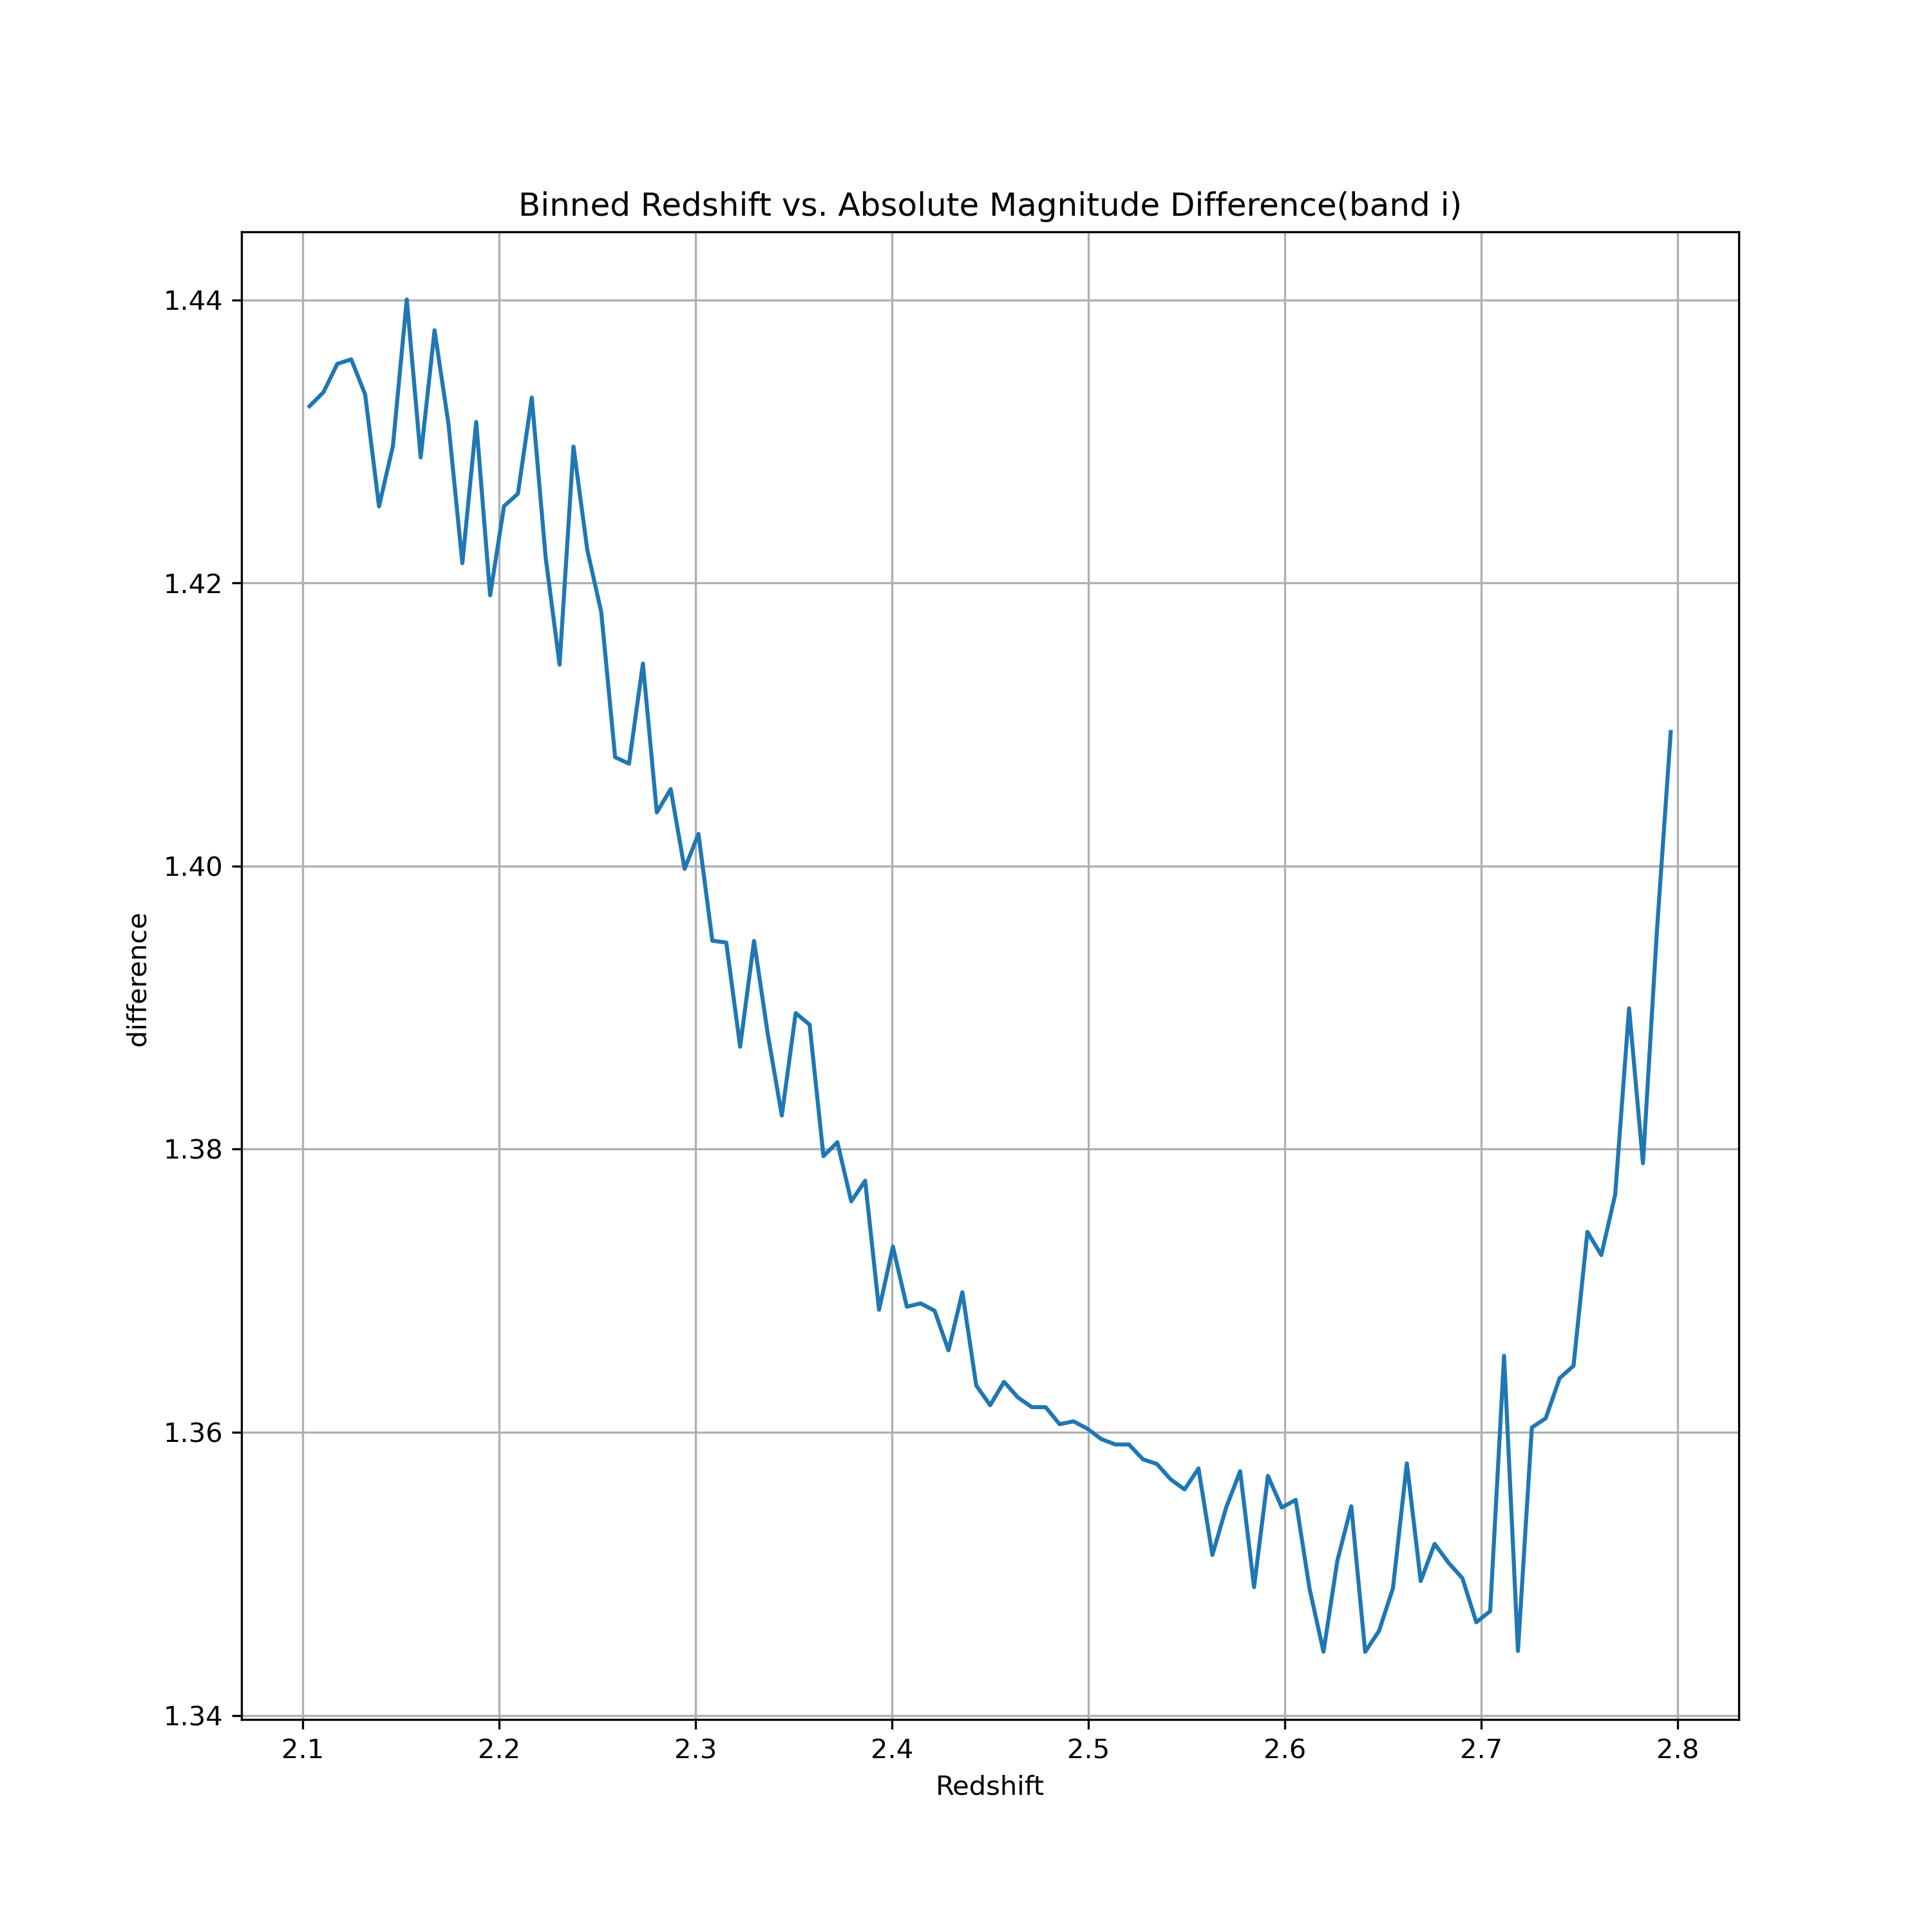 Binned Redshift vs. Absolute Magnitude Difference(band i)
1.44
1.42
1.40
1.38
1.36
1.34
difference
2.1 2.2 2.3 2.4 2.5 2.6 2.7 2.8
Redshift